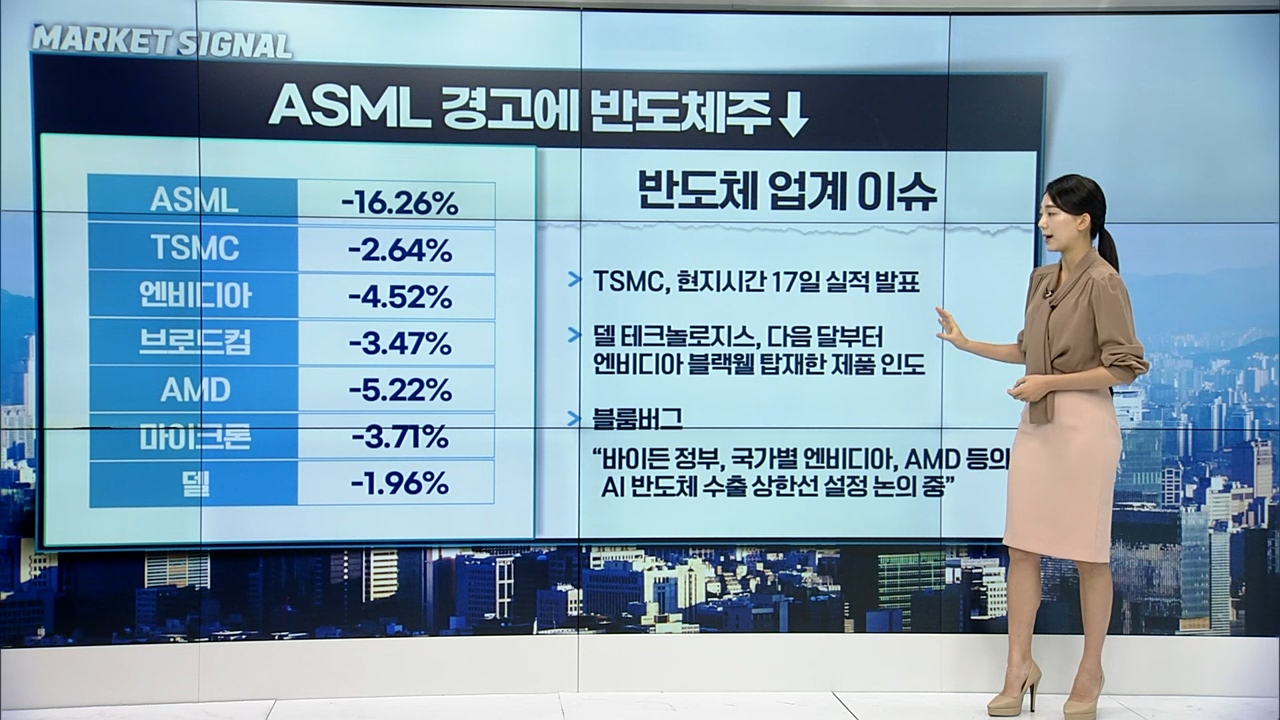 MARKET SIGNAL
ASML 경고에 반도체주↓
ASML -16.26%
TSMC -2.64%
엔비디아 -4.52%
브로드컴 -3.47%
AMD -5.22%
마이크론 -3.71%
델 -1.96%
반도체 업계 이슈
> TSMC, 현지시간 17일 실적 발표
> 델 테크놀로지스, 다음 달부터
엔비디아 블랙웰 탑재한 제품 인도
> 블룸버그
“바이든 정부, 국가별 엔비디아, AMD 등의
AI 반도체 수출 상한선 설정 논의 중”